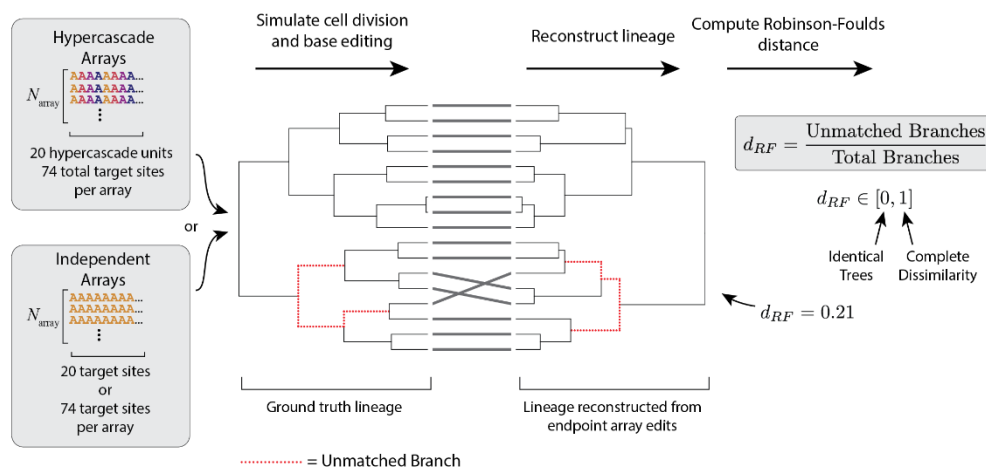 Hypercascade
Arrays
AAAAAAAA...
AAAAAAAA...
AAAAAAAA...
N_array
20 hypercascade units
74 total target sites
per array
or
Independent
Arrays
AAAAAAAA...
AAAAAAAA...
AAAAAAAA...
N_array
20 target sites
or
74 target sites
per array
Simulate cell division
and base editing
Ground truth lineage
= Unmatched Branch
Reconstruct lineage
Lineage reconstructed from
endpoint array edits
Compute Robinson-Foulds
distance
d_RF = Unmatched Branches / Total Branches
d_RF ∈ [0, 1]
Identical
Trees
Complete
Dissimilarity
d_RF = 0.21